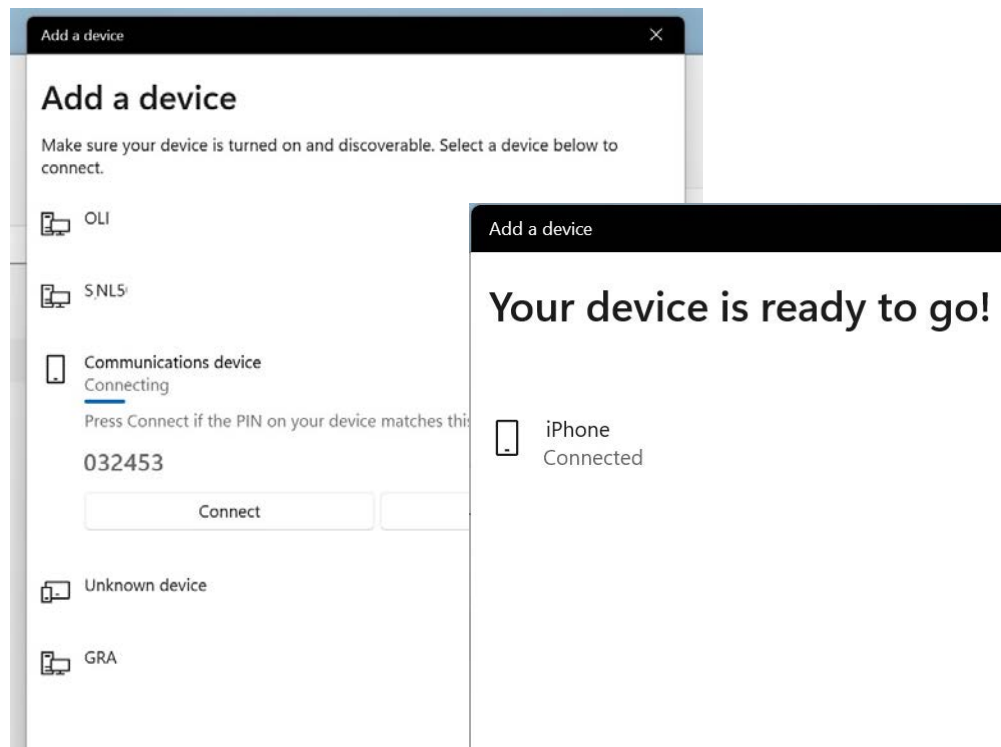 Add a device
Add a device
Make sure your device is turned on and discoverable. Select a device below to
connect.
OLI
Communications device
Connecting
Press Connect if the PIN on your device matches
032453
Connect
Unknown device
GRA
Add a device
Your device is ready to go!
iPhone
Connected